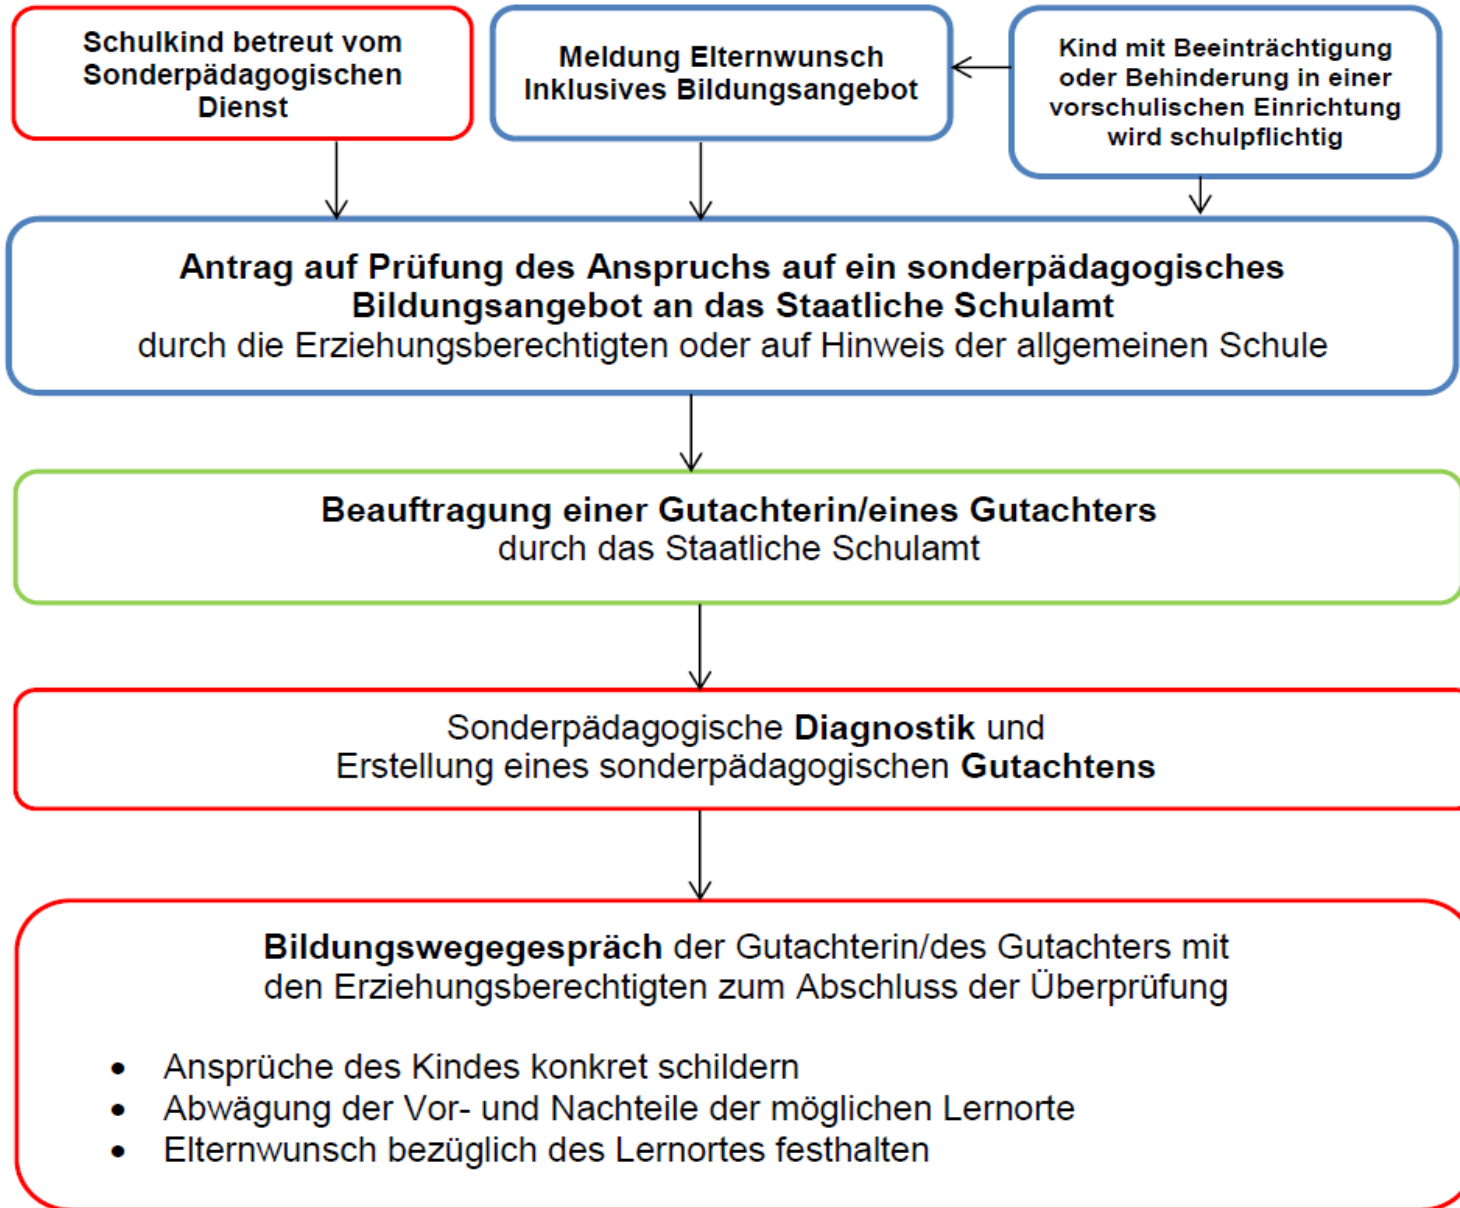 Schulkind betreut vom
Sonderpädagogischen
Dienst
Meldung Elternwunsch
Inklusives Bildungsangebot
Kind mit Beeinträchtigung
oder Behinderung in einer
vorschulischen Einrichtung
wird schulpflichtig
Antrag auf Prüfung des Anspruchs auf ein sonderpädagogisches
Bildungsangebot an das Staatliche Schulamt
durch die Erziehungsberechtigten oder auf Hinweis der allgemeinen Schule
Beauftragung einer Gutachterin/eines Gutachters
durch das Staatliche Schulamt
Sonderpädagogische Diagnostik und
Erstellung eines sonderpädagogischen Gutachtens
Bildungswegegespräch der Gutachterin/des Gutachters mit
den Erziehungsberechtigten zum Abschluss der Überprüfung
• Ansprüche des Kindes konkret schildern
• Abwägung der Vor- und Nachteile der möglichen Lernorte
• Elternwunsch bezüglich des Lernortes festhalten